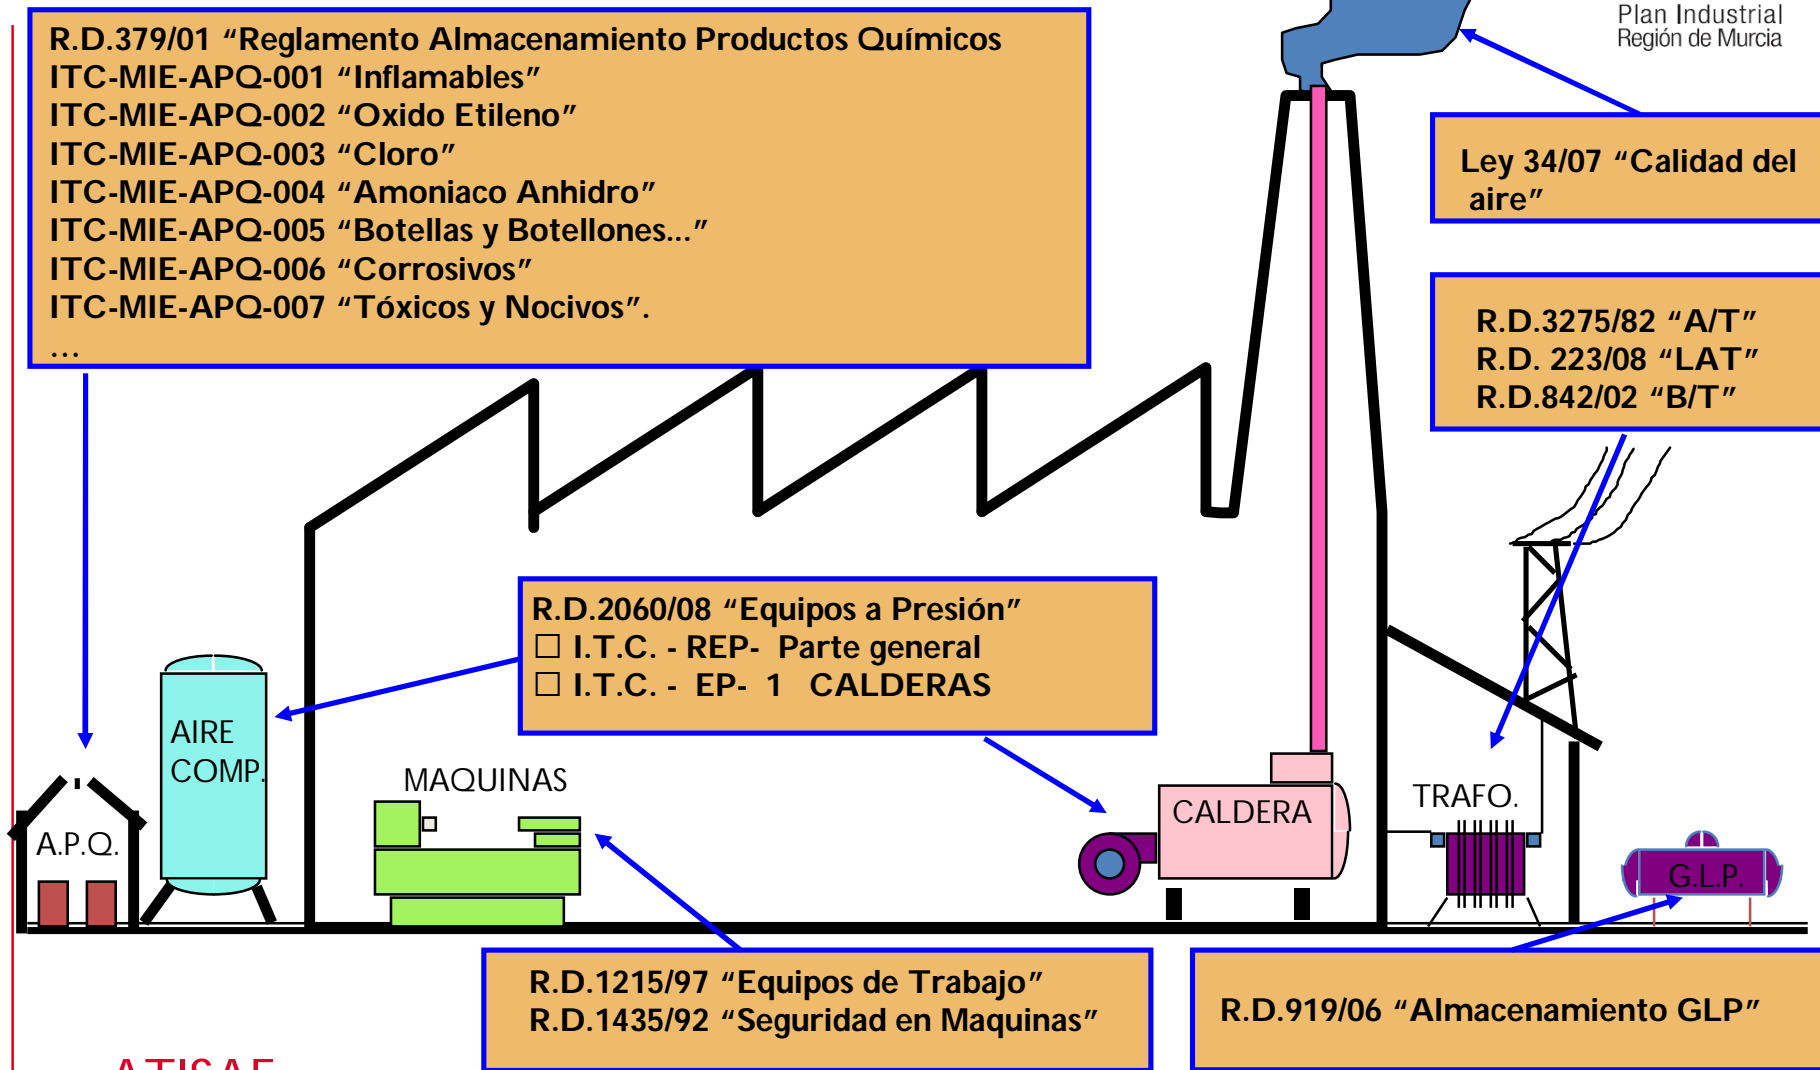 Plan Industrial
Región de Murcia
R.D.379/01 “Reglamento Almacenamiento Productos Químicos
ITC-MIE-APQ-001 “Inflamables”
ITC-MIE-APQ-002 “Oxido Etileno”
ITC-MIE-APQ-003 “Cloro”
ITC-MIE-APQ-004 “Amoniaco Anhidro”
ITC-MIE-APQ-005 “Botellas y Botellones...”
ITC-MIE-APQ-006 “Corrosivos”
ITC-MIE-APQ-007 “Tóxicos y Nocivos”.
...
Ley 34/07 “Calidad del
aire”
R.D.3275/82 “A/T”
R.D. 223/08 “LAT”
R.D.842/02 “B/T”
R.D.2060/08 “Equipos a Presión”
□ I.T.C. - REP- Parte general
□ I.T.C. - EP- 1 CALDERAS
AIRE
COMP.
MAQUINAS
CALDERA
TRAFO.
A.P.Q.
G.L.P.
R.D.1215/97 “Equipos de Trabajo”
R.D.1435/92 “Seguridad en Maquinas”
R.D.919/06 “Almacenamiento GLP”
ATISAE